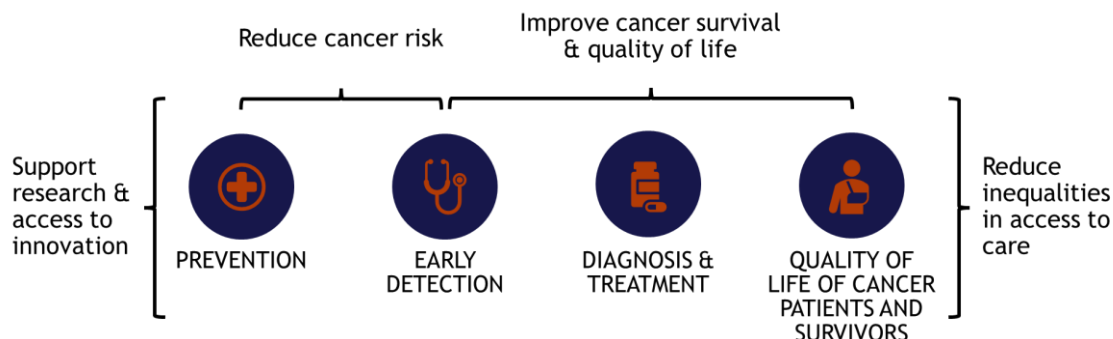 Reduce cancer risk
Improve cancer survival
& quality of life
Support
research &
access to
innovation
PREVENTION
EARLY
DETECTION
DIAGNOSIS &
TREATMENT
QUALITY OF
LIFE OF CANCER
PATIENTS AND
SURVIVORS
Reduce
inequalities
in access to
care